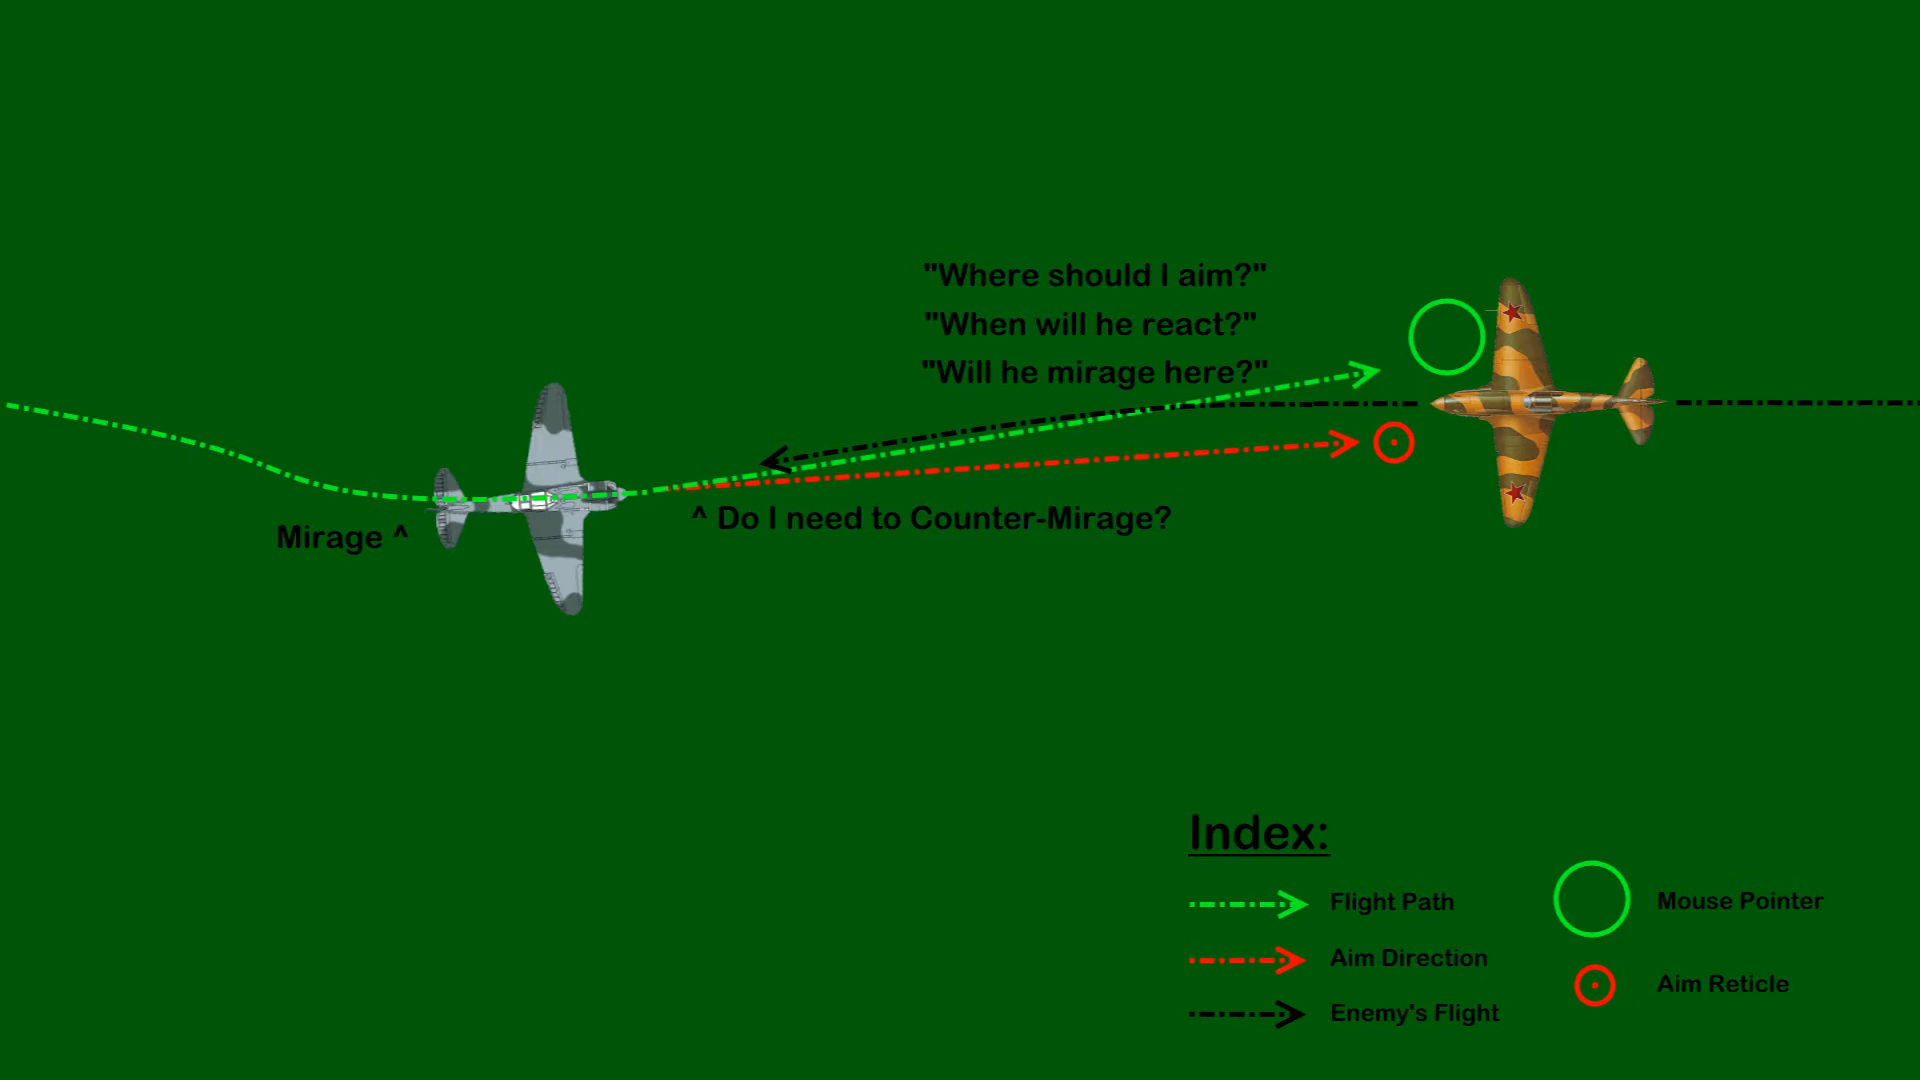 "Where should I aim?"
"When will he react?"
"Will he mirage here?"
Mirage ^
^ Do I need to Counter-Mirage?
Index:
Flight Path
Mouse Pointer
Aim Direction
Aim Reticle
Enemy's Flight